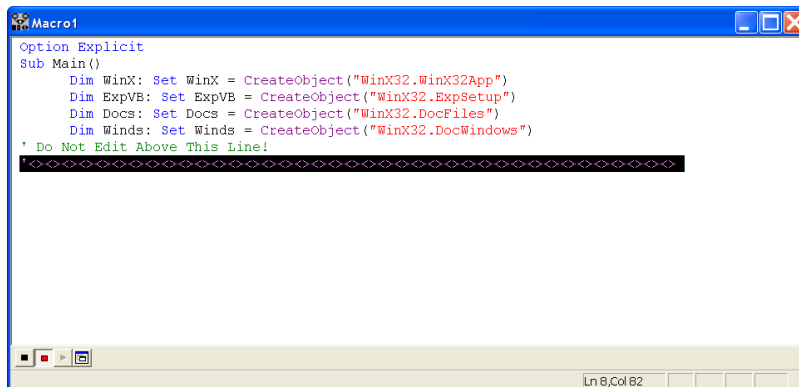 Macro1
Option Explicit
Sub Main()
Dim WinX: Set WinX = CreateObject("WinX32.WinX32App")
Dim ExpVB: Set ExpVB = CreateObject("WinX32.ExpSetup")
Dim Docs: Set Docs = CreateObject("WinX32.DocFiles")
Dim Winds: Set Winds = CreateObject("WinX32.DocWindows")
' Do Not Edit Above This Line!
'<><><><><><><><><><><><><><><><><><><><><><><><><><><><><><><><><><><><><><><><>
Ln 8,Col 82